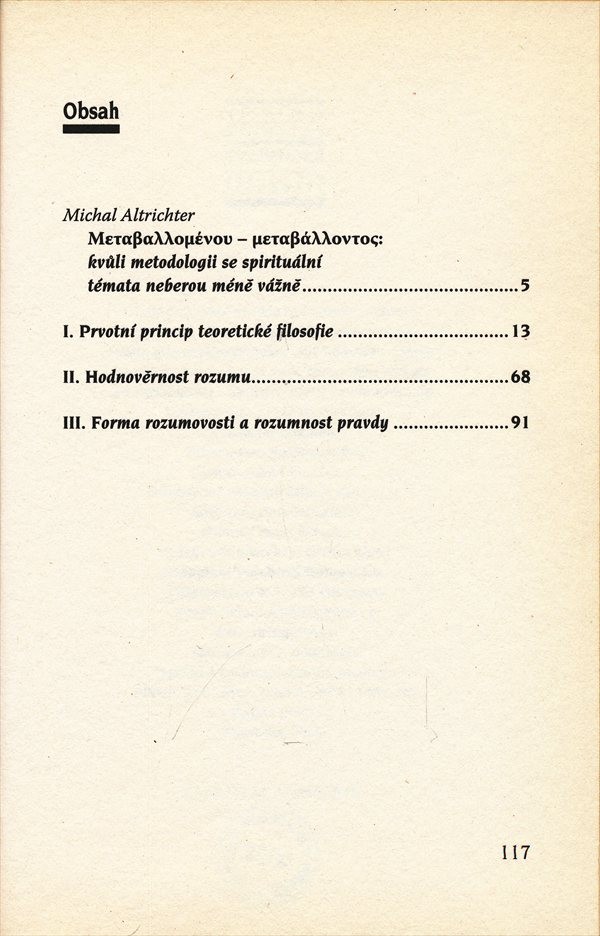 Obsah
Michal Altrichter
Μεταβαλλομένου – μεταβάλλοντος:
kvůli metodologii se spirituální
témata neberou méně vážně.......................................5
I. Prvotní princip teoretické filosofie ...............................13
II. Hodnověrnost rozumu..............................................68
III. Forma rozumovosti a rozumnost pravdy .......................91
117